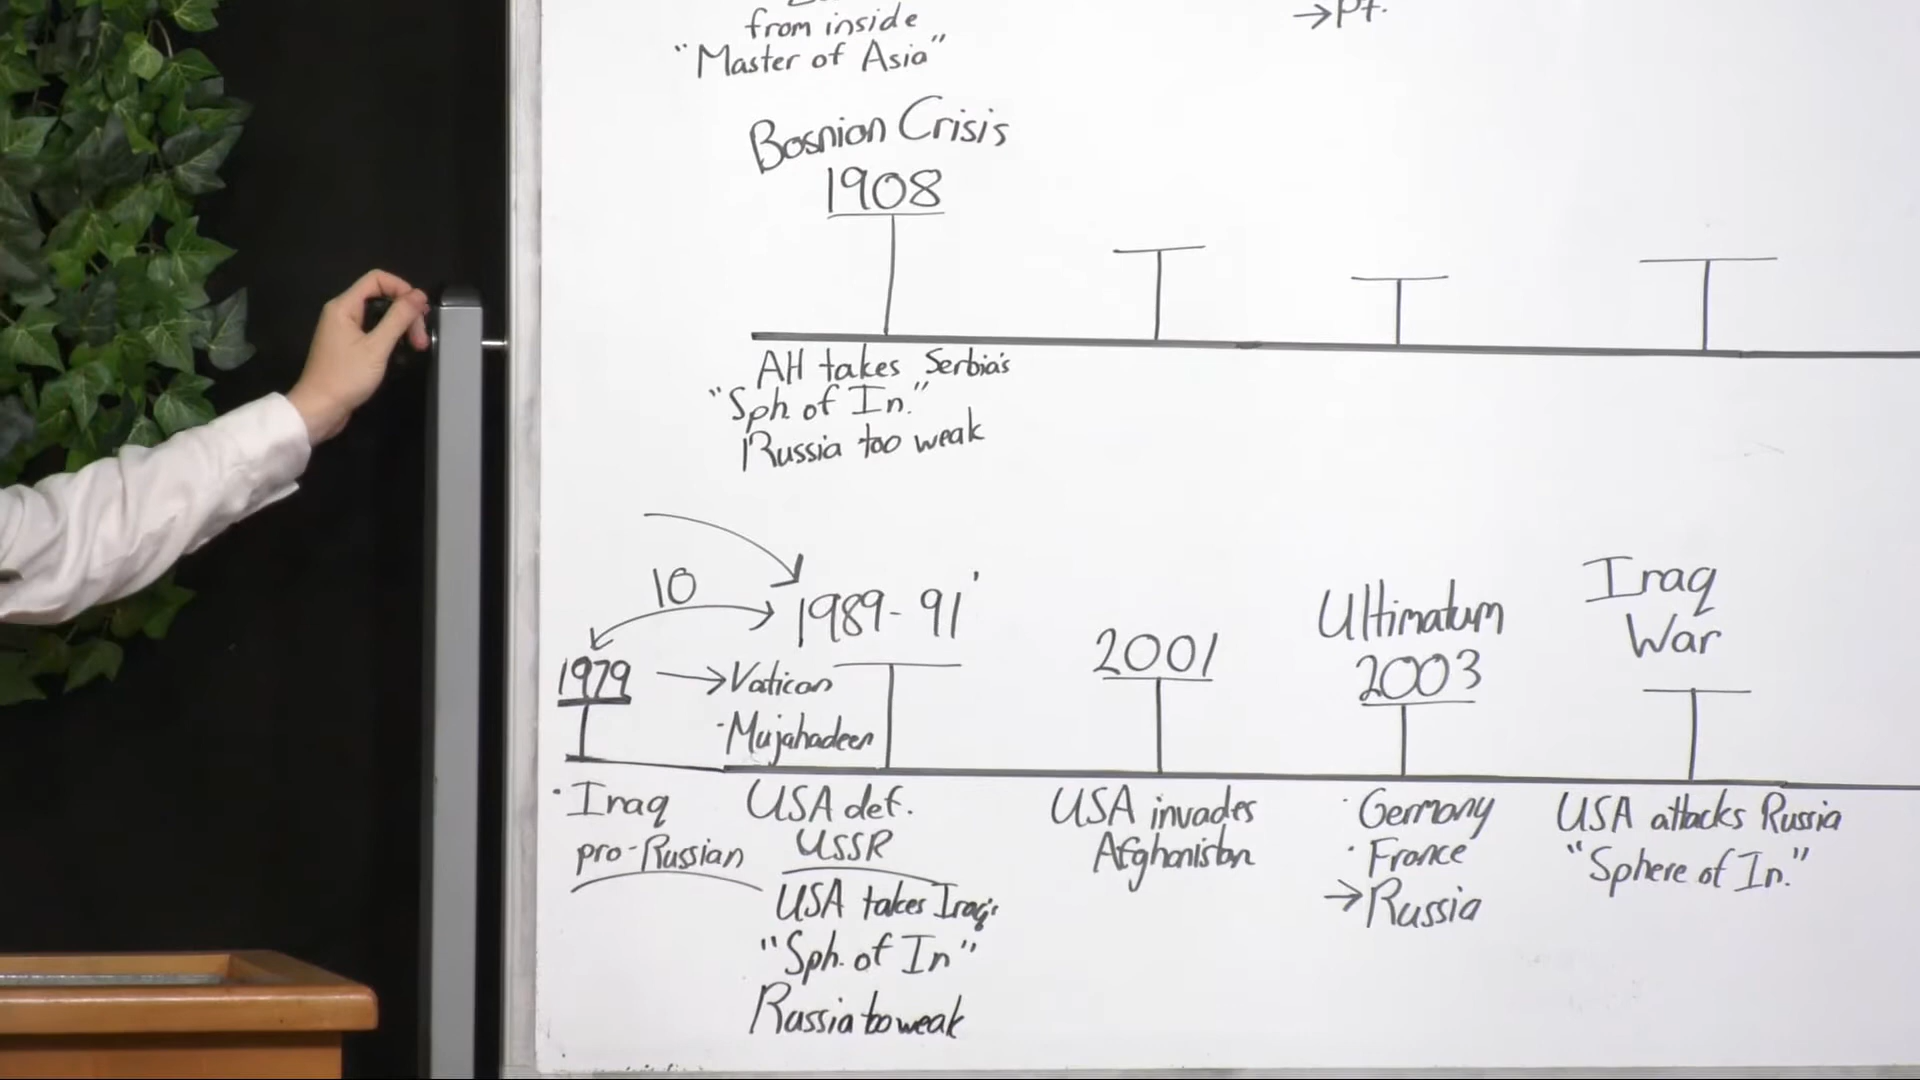 from inside
"Master of Asia"
→Pt.
Bosnian Crisis
1908
AH takes Serbia's
"Sph. of In."
Russia too weak
10
1989-91'
1979
→Vatican
·Mujahadeen
2001
Ultimatum
2003
Iraq
War
·Iraq
pro-Russian
USA def.
USSR
USA takes Iraq's
"Sph. of In"
Russia to weak
USA invades
Afghanistan
·Germany
·France
→Russia
USA attacks Russia
"Sphere of In."